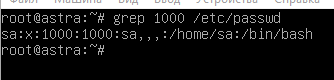 root@astra:~# grep 1000 /etc/passwd
sa:x:1000:1000:sa,,,:/home/sa:/bin/bash
root@astra:~#